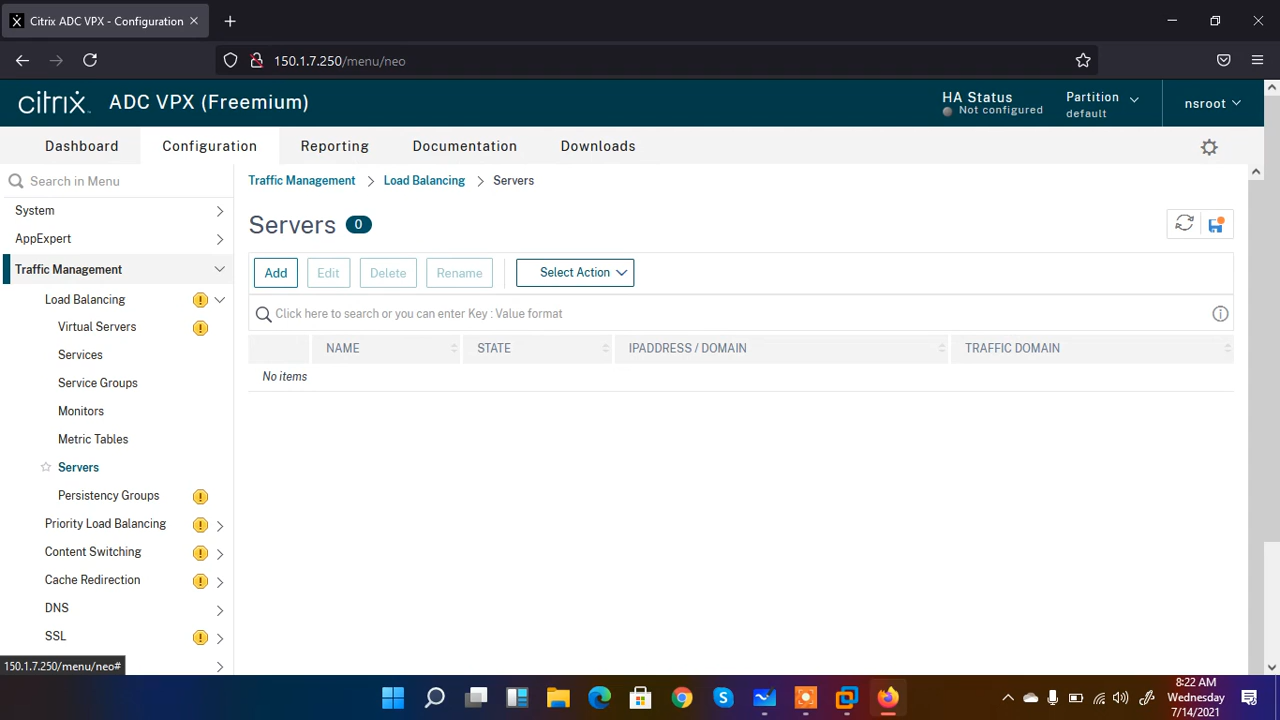 Citrix ADC VPX - Configuration
150.1.7.250/menu/neo
citrix ADC VPX (Freemium)
HA Status
Not configured
Partition
default
nsroot
Dashboard
Configuration
Reporting
Documentation
Downloads
Search in Menu
System
AppExpert
Traffic Management
Load Balancing
Virtual Servers
Services
Service Groups
Monitors
Metric Tables
Servers
Persistency Groups
Priority Load Balancing
Content Switching
Cache Redirection
DNS
SSL
150.1.7.250/menu/neo#
Traffic Management > Load Balancing > Servers
Servers 0
Add
Edit
Delete
Rename
Select Action
Click here to search or you can enter Key : Value format
NAME
STATE
IPADDRESS / DOMAIN
TRAFFIC DOMAIN
No items
8:22 AM
Wednesday
7/14/2021